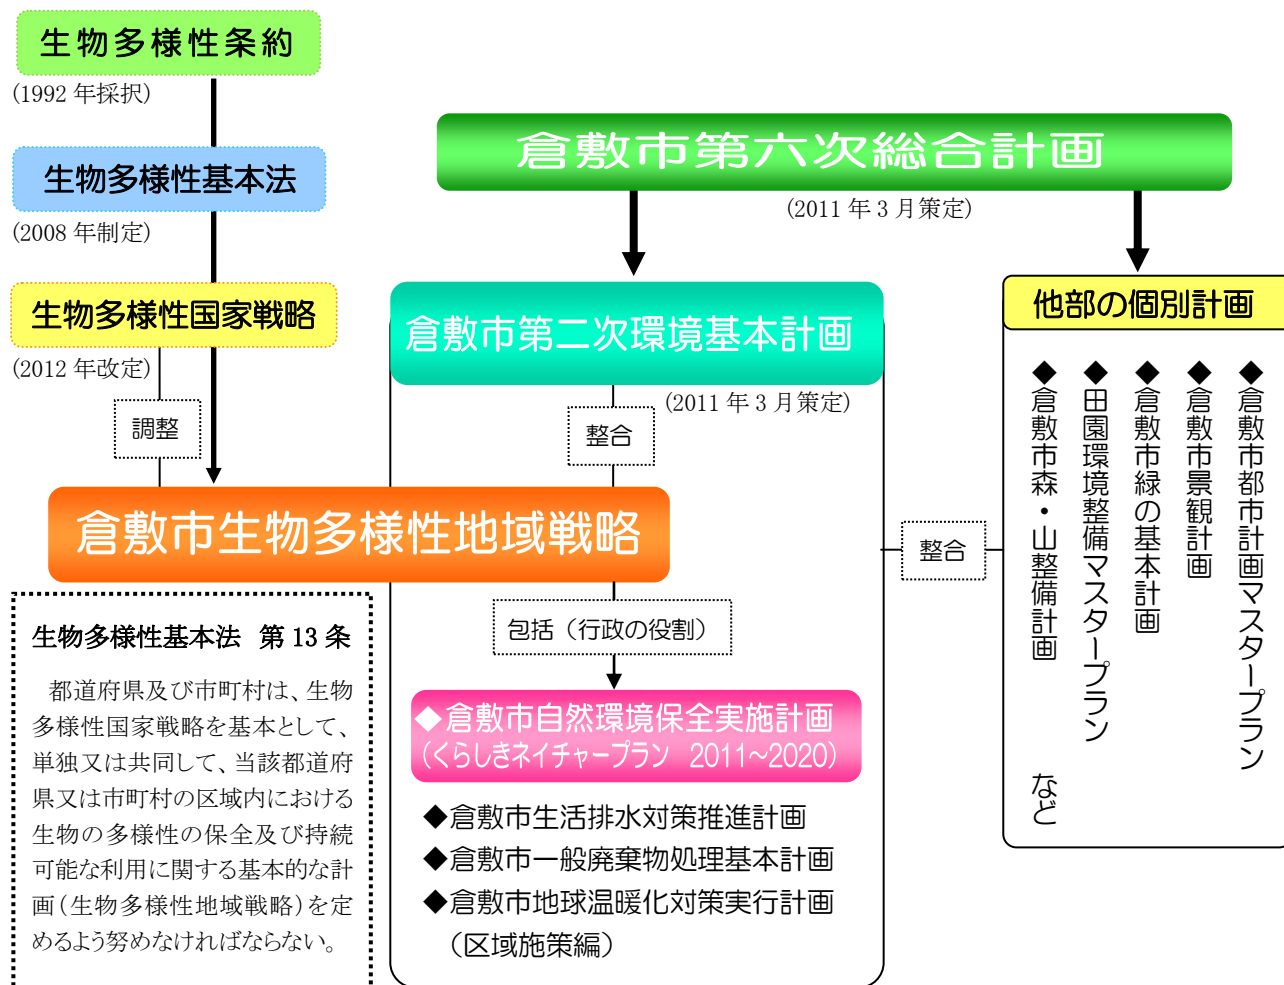 生物多様性条約
(1992 年採択)
生物多様性基本法
(2008 年制定)
生物多様性国家戦略
(2012 年改定)
調整
倉敷市第六次総合計画
(2011 年 3 月策定)
倉敷市第二次環境基本計画
(2011 年 3 月策定)
整合
倉敷市生物多様性地域戦略
包括（行政の役割）
◆倉敷市自然環境保全実施計画
（くらしきネイチャープラン 2011～2020）
◆倉敷市生活排水対策推進計画
◆倉敷市一般廃棄物処理基本計画
◆倉敷市地球温暖化対策実行計画
（区域施策編）
整合
他部の個別計画
◆倉敷市都市計画マスタープラン
◆倉敷市景観計画
◆倉敷市緑の基本計画
◆田園環境整備マスタープラン
◆倉敷市森・山整備計画 など
生物多様性基本法 第 13 条
都道府県及び市町村は、生物
多様性国家戦略を基本として、
単独又は共同して、当該都道府
県又は市町村の区域内における
生物の多様性の保全及び持続
可能な利用に関する基本的な計
画(生物多様性地域戦略)を定
めるよう努めなければならない。